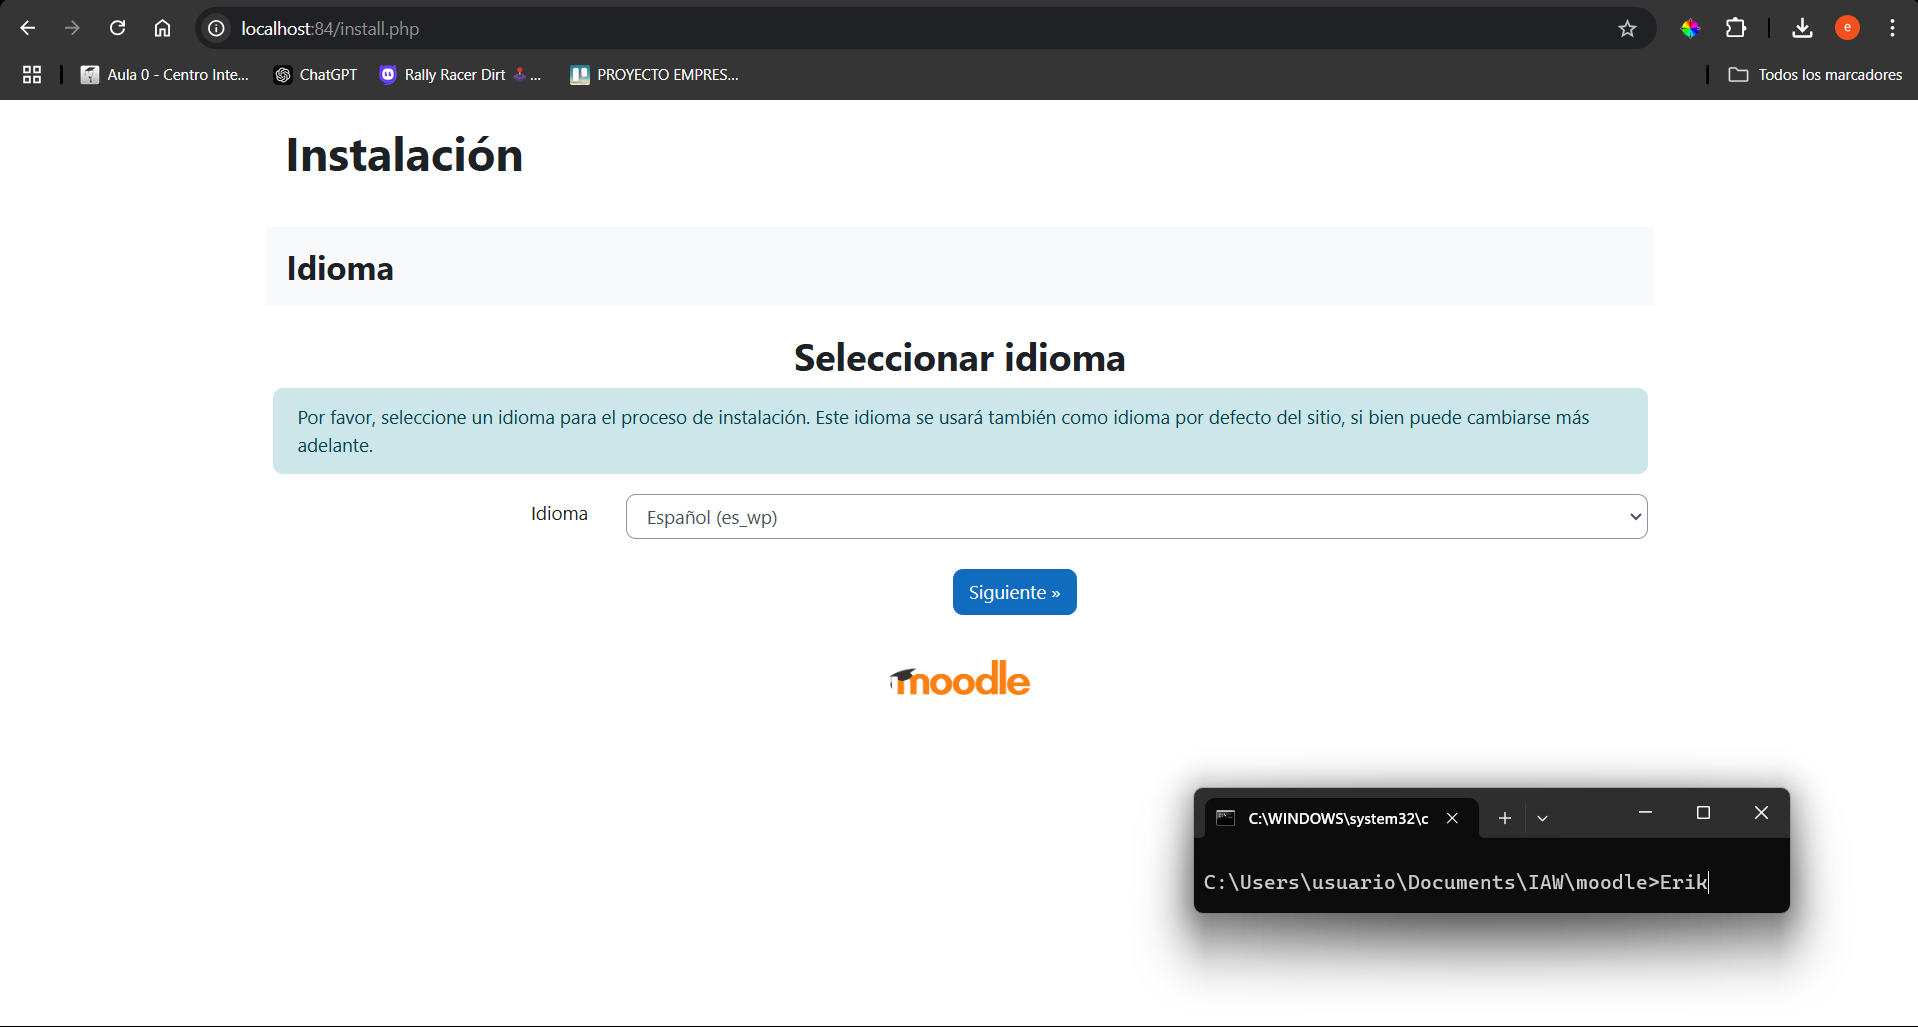 localhost:84/install.php
e
Aula 0 - Centro Inte...
ChatGPT
Rally Racer Dirt 🕹️ ...
PROYECTO EMPRES...
Todos los marcadores
Instalación
Idioma
Seleccionar idioma
Por favor, seleccione un idioma para el proceso de instalación. Este idioma se usará también como idioma por defecto del sitio, si bien puede cambiarse más
adelante.
Idioma
Español (es_wp)
Siguiente »
moodle
C:\WINDOWS\system32\c
C:\Users\usuario\Documents\IAW\moodle>Erik